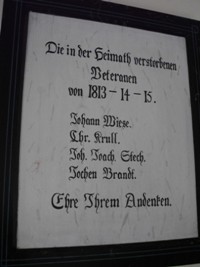 Die in der Heimath verstorbenen
Veteranen
von 1813 – 14 – 15.
Johann Wiese.
Chr. Krull.
Joh. Joach. Stech.
Jochen Brandt.
Ehre Ihrem Andenken.